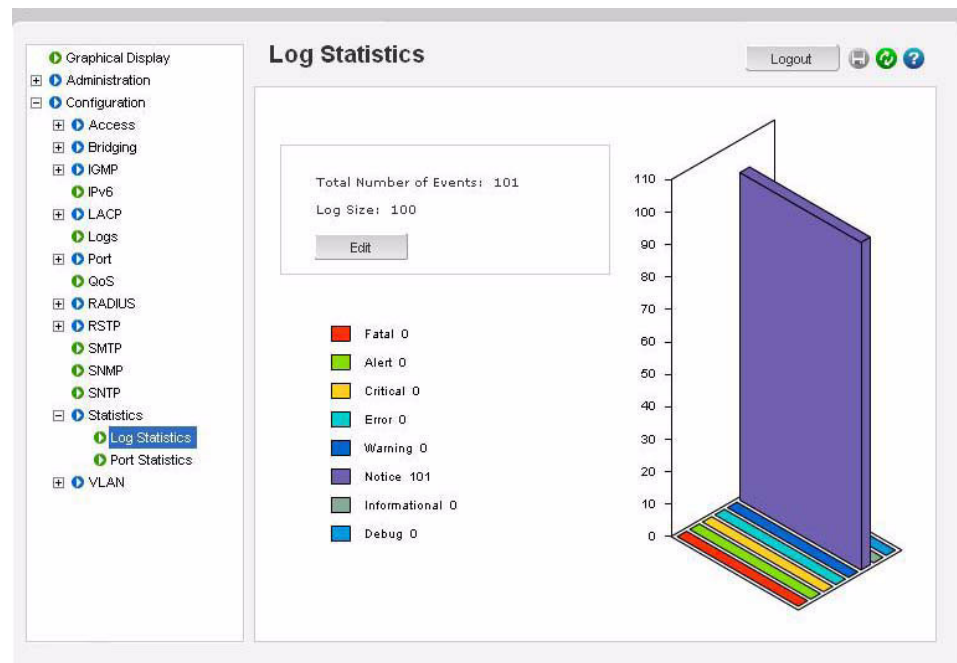 Graphical Display
Administration
Configuration
Access
Bridging
IGMP
IPv6
LACP
Logs
Port
QoS
RADIUS
RSTP
SMTP
SNMP
SNTP
Statistics
Log Statistics
Port Statistics
VLAN
Log Statistics
Logout
?
Total Number of Events: 101
Log Size: 100
Edit
Fatal 0
Alert 0
Critical 0
Error 0
Warning 0
Notice 101
Informational 0
Debug 0
110
100
90
80
70
60
50
40
30
20
10
0